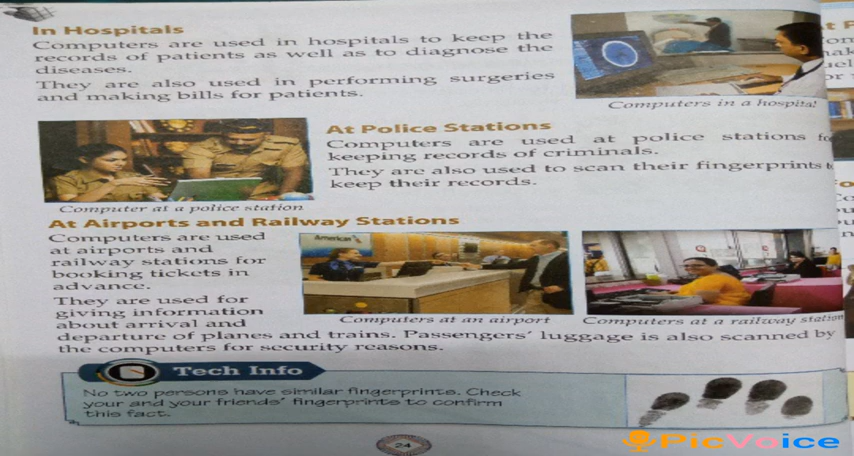 In Hospitals
Computers are used in hospitals to keep the
records of patients as well as to diagnose the
diseases.
They are also used in performing surgeries
and making bills for patients.
Computers in a hospital
At Police Stations
Computers are used at police stations fo
keeping records of criminals.
They are also used to scan their fingerprints t
keep their records.
Computer at a police station
At Airports and Railway Stations
Computers are used
at airports and
railway stations for
booking tickets in
advance.
They are used for
giving information
about arrival and
departure of planes and trains. Passengers' luggage is also scanned by
the computers for security reasons.
American's
Computers at an airport
Computers at a railway station
Tech Info
No two persons have similar fingerprints. Check
your and your friends' fingerprints to confirm
this fact.
24
PicVoice